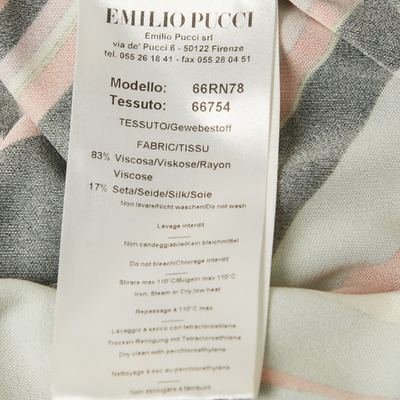 EMILIO PUCCI
Emilio Pucci srl
via de' Pucci 6 - 50122 Firenze
tel. 055 26 18 41 - fax 055 28 04 51
Modello: 66RN78
Tessuto: 66754
TESSUTO/Gewebestoff
FABRIC/TISSU
83% Viscosa/Viskose/Rayon
Viscose
17% Seta/Seide/Silk/Soie
Non lavare/Nicht waschen/Do not wash
Lavage interdit
Non candeggiabile/Kein bleichmittel
Do not bleach/Chlorage interdit
Stirare max 110°C/Bügeln max 110°C
Iron, Steam or Dry, low heat
Repassage à 110°C max
Lavaggio a secco con tetracloroetilene
Trocken Reinigung mit Tetrachloroethylen
Dry clean with perchloroethylene
Nettoyage à sec au perchloroethylene
Non asciugare a tamburo